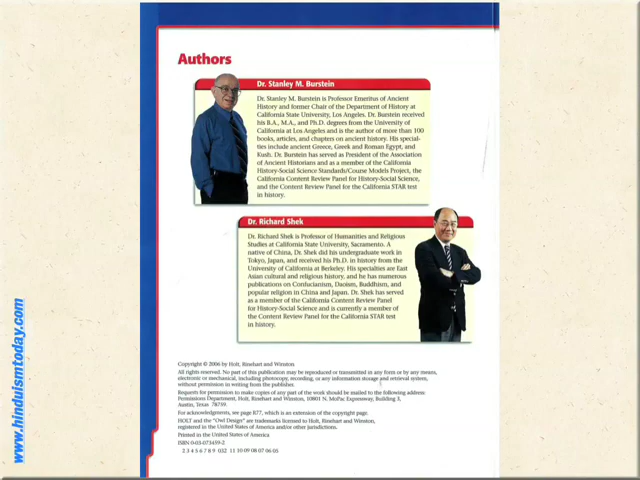 Authors
Dr. Stanley M. Burstein
Dr. Stanley M. Burstein is Professor Emeritus of Ancient
History and former Chair of the Department of History at
California State University, Los Angeles. Dr. Burstein received
his B.A., M.A., and Ph.D. degrees from the University of
California at Los Angeles and is the author of more than 100
books, articles, and chapters on ancient history. His special-
ties include ancient Greece, Greek and Roman Egypt, and
Kush. Dr. Burstein has served as President of the Association
of Ancient Historians and as a member of the California
History-Social Science Standards/Course Models Project, the
California Content Review Panel for History-Social Science,
and the Content Review Panel for the California STAR test
in history.
Dr. Richard Shek
Dr. Richard Shek is Professor of Humanities and Religious
Studies at California State University, Sacramento. A
native of China, Dr. Shek did his undergraduate work in
Tokyo, Japan, and received his Ph.D. in history from the
University of California at Berkeley. His specialties are East
Asian cultural and religious history, and he has numerous
publications on Confucianism, Daoism, Buddhism, and
popular religion in China and Japan. Dr. Shek has served
as a member of the California Content Review Panel
for History-Social Science and is currently a member of
the Content Review Panel for the California STAR test
in history.
Copyright © 2006 by Holt, Rinehart and Winston
All rights reserved. No part of this publication may be reproduced or transmitted in any form or by any means,
electronic or mechanical, including photocopy, recording, or any information storage and retrieval system,
without permission in writing from the publisher.
Requests for permission to make copies of any part of the work should be mailed to the following address:
Permissions Department, Holt, Rinehart and Winston, 10801 N. MoPac Expressway, Building 3,
Austin, Texas 78759.
For acknowledgments, see page R77, which is an extension of the copyright page.
HOLT and the "Owl Design" are trademarks licensed to Holt, Rinehart and Winston,
registered in the United States of America and/or other jurisdictions.
Printed in the United States of America
ISBN 0-03-073459-2
2 3 4 5 6 7 8 9 032 11 10 09 08 07 06 05
www.hinduismtoday.com